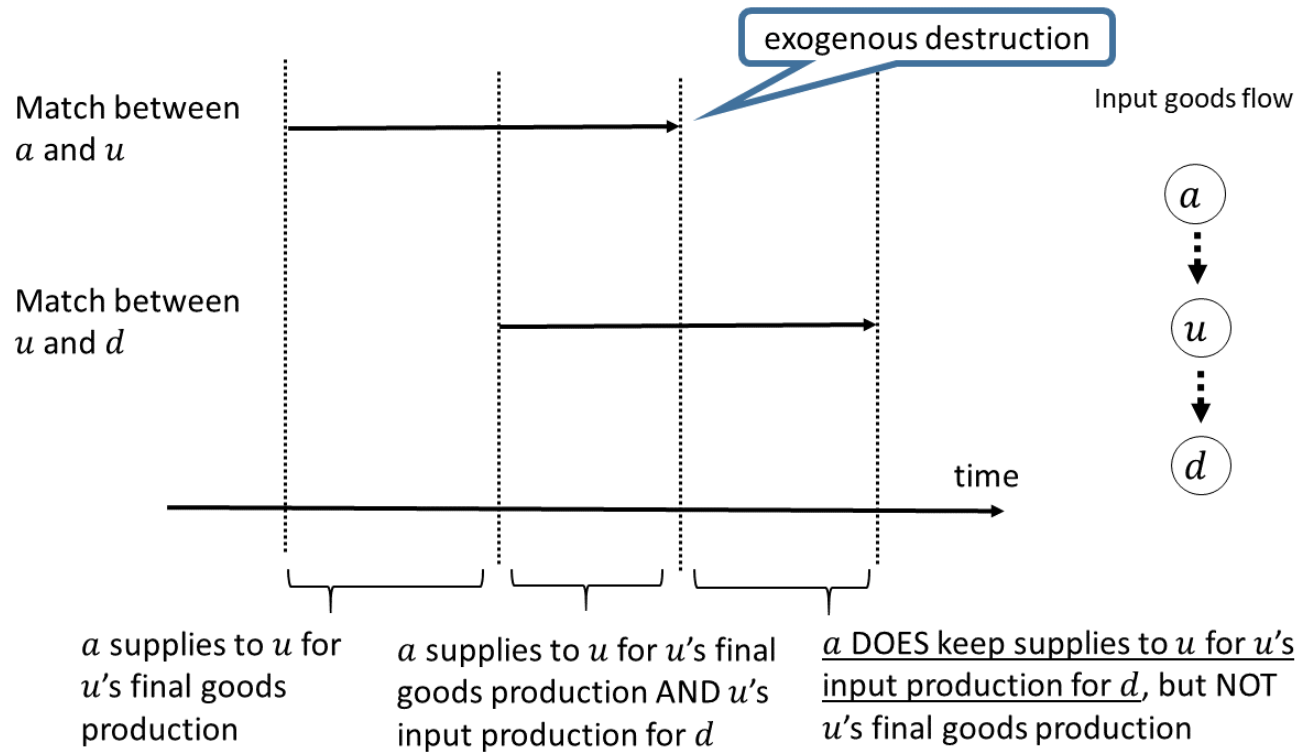 exogenous destruction
Match between
a and u
Input goods flow
a
Match between
u and d
u
d
time
a supplies to u for
u’s final goods
production
a supplies to u for u’s final
goods production AND u’s
input production for d
a DOES keep supplies to u for u’s
input production for d, but NOT
u’s final goods production